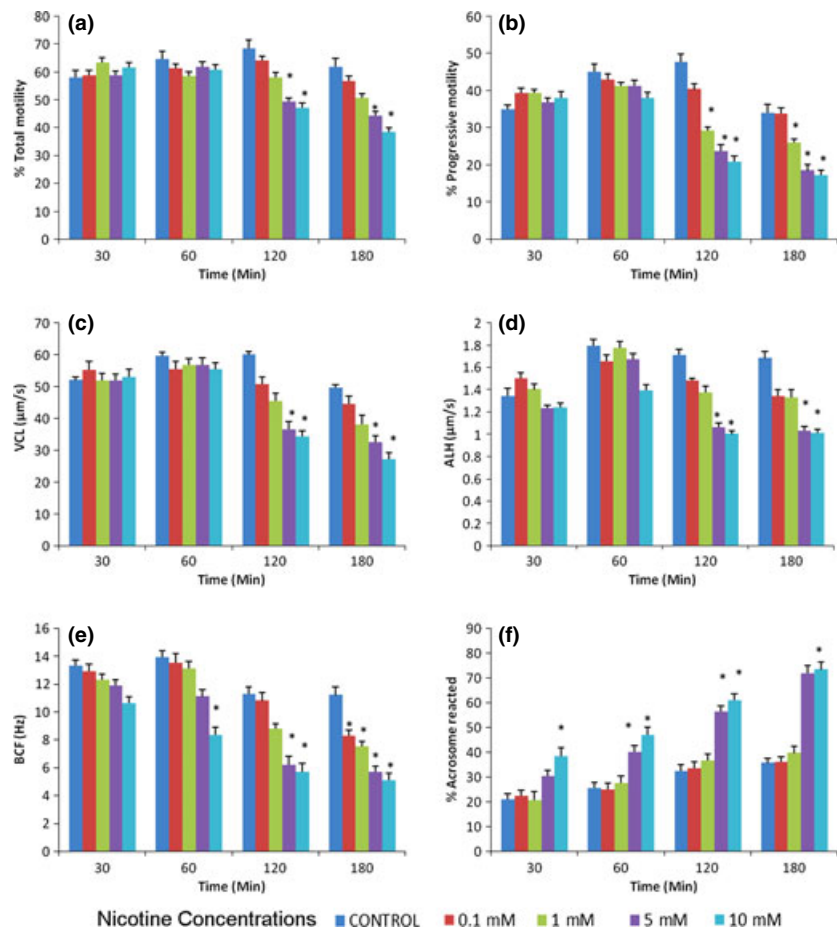 (a)
80
70
60
50
40
30
20
10
0
% Total motility
* * * *
30 60 120 180
Time (Min)
(b)
60
50
40
30
20
10
0
% Progressive motility
* * * * * *
30 60 120 180
Time (Min)
(c)
70
60
50
40
30
20
10
0
VCL (µm/s)
* * * *
30 60 120 180
Time (Min)
(d)
2
1.8
1.6
1.4
1.2
1
0.8
0.6
0.4
0.2
0
ALH (µm/s)
* * * *
30 60 120 180
Time (Min)
(e)
16
14
12
10
8
6
4
2
0
BCF (Hz)
* * * * * * *
30 60 120 180
Time (Min)
(f)
90
80
70
60
50
40
30
20
10
0
% Acrosome reacted
* * * * * *
30 60 120 180
Time (Min)
Nicotine Concentrations CONTROL 0.1 mM 1 mM 5 mM 10 mM